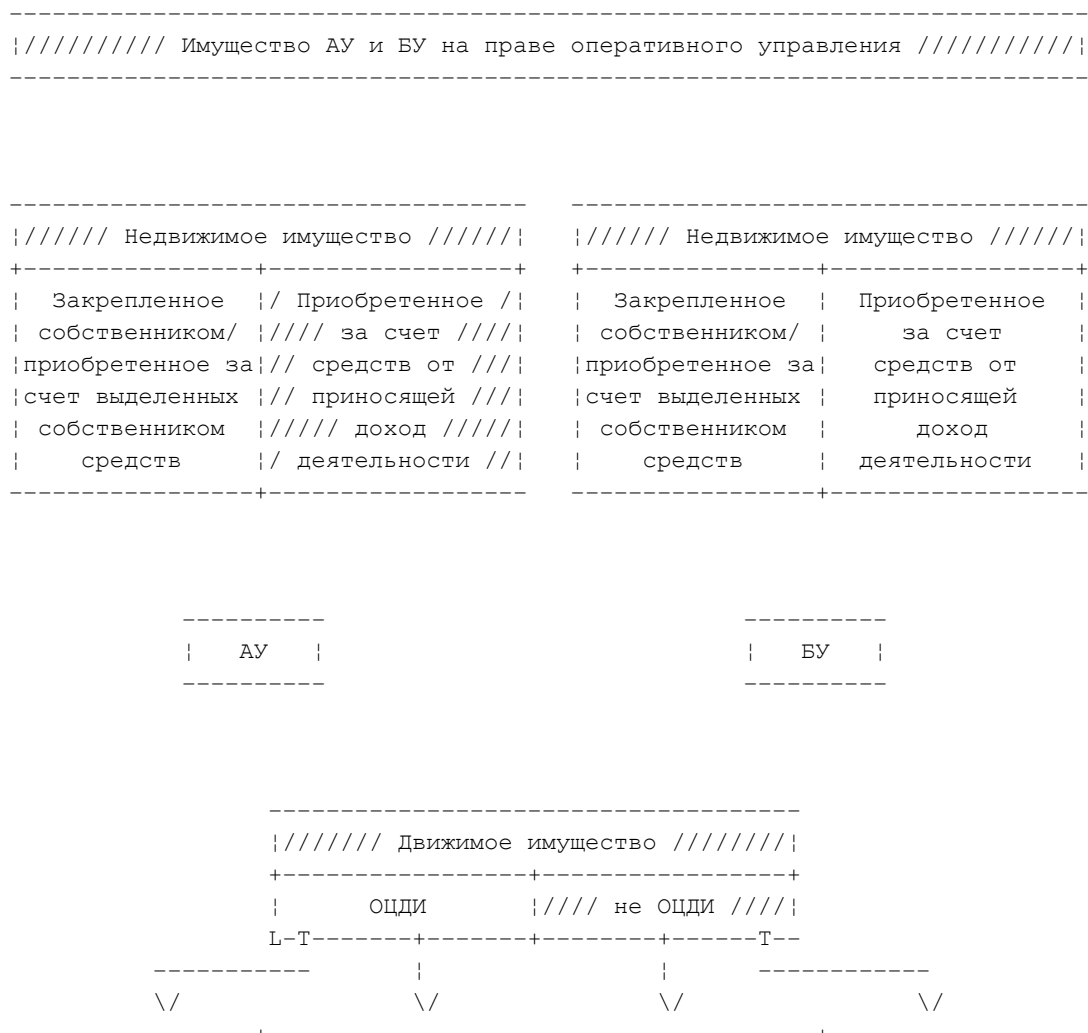 Имущество АУ и БУ на праве оперативного управления
Недвижимое имущество
Закрепленное собственником/ приобретенное за счет выделенных собственником средств
Приобретенное за счет средств от приносящей доход деятельности
Недвижимое имущество
Закрепленное собственником/ приобретенное за счет выделенных собственником средств
Приобретенное за счет средств от приносящей доход деятельности
АУ
БУ
Движимое имущество
ОЦДИ
не ОЦДИ